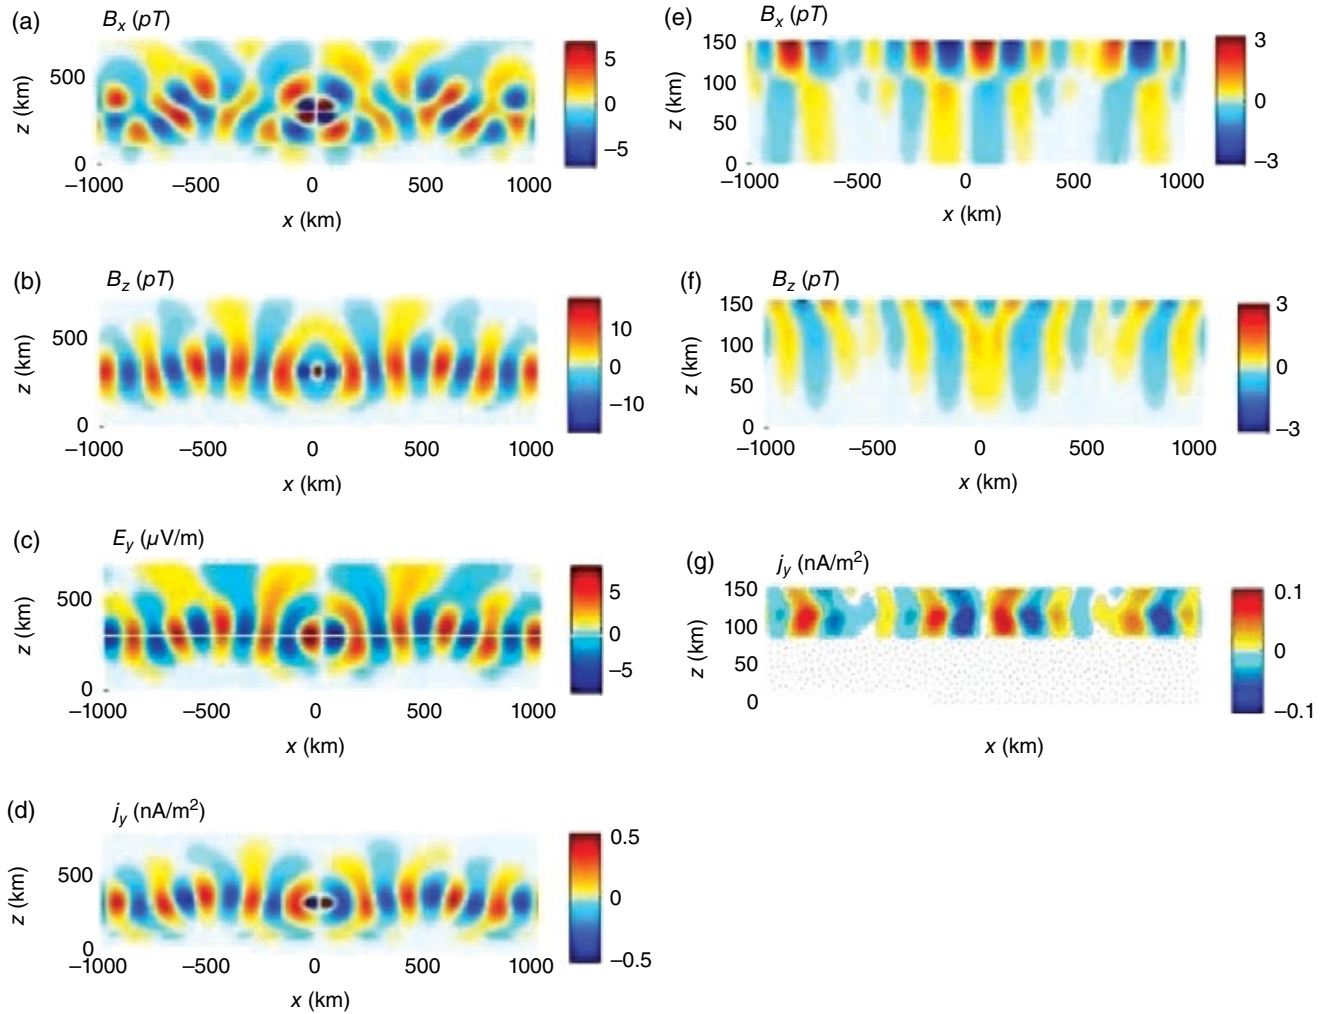 (a)
Bx (pT)
5
0
−5
500
0
z (km)
−1000 −500 0 500 1000
x (km)
(b)
Bz (pT)
10
0
−10
500
0
z (km)
−1000 −500 0 500 1000
x (km)
(c)
Ey (μV/m)
5
0
−5
500
0
z (km)
−1000 −500 0 500 1000
x (km)
(d)
jy (nA/m²)
0.5
0
−0.5
500
0
z (km)
−1000 −500 0 500 1000
x (km)
(e)
Bx (pT)
3
0
−3
150
100
50
0
z (km)
−1000 −500 0 500 1000
x (km)
(f)
Bz (pT)
3
0
−3
150
100
50
0
z (km)
−1000 −500 0 500 1000
x (km)
(g)
jy (nA/m²)
0.1
0
−0.1
150
100
50
0
z (km)
x (km)